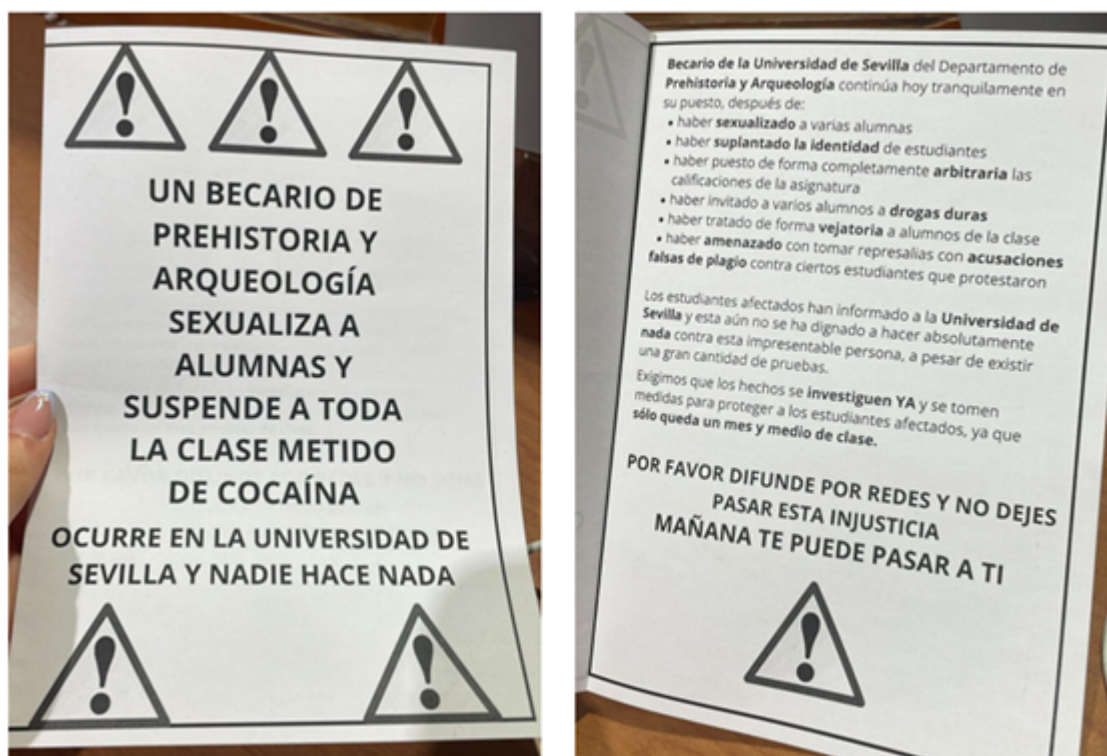 UN BECARIO DE
PREHISTORIA Y
ARQUEOLOGÍA
SEXUALIZA A
ALUMNAS Y
SUSPENDE A TODA
LA CLASE METIDO
DE COCAÍNA
OCURRE EN LA UNIVERSIDAD DE
SEVILLA Y NADIE HACE NADA
Becario de la Universidad de Sevilla del Departamento de
Prehistoria y Arqueología continúa hoy tranquilamente en
su puesto, después de:
• haber sexualizado a varias alumnas
• haber suplantado la identidad de estudiantes
• haber puesto de forma completamente arbitraria las
calificaciones de la asignatura
• haber invitado a varios alumnos a drogas duras
• haber tratado de forma vejatoria a alumnos de la clase
• haber amenazado con tomar represalias con acusaciones
falsas de plagio contra ciertos estudiantes que protestaron
Los estudiantes afectados han informado a la Universidad de
Sevilla y esta aún no se ha dignado a hacer absolutamente
nada contra esta impresentable persona, a pesar de existir
una gran cantidad de pruebas.
Exigimos que los hechos se investiguen YA y se tomen
medidas para proteger a los estudiantes afectados, ya que
sólo queda un mes y medio de clase.
POR FAVOR DIFUNDE POR REDES Y NO DEJES
PASAR ESTA INJUSTICIA
MAÑANA TE PUEDE PASAR A TI